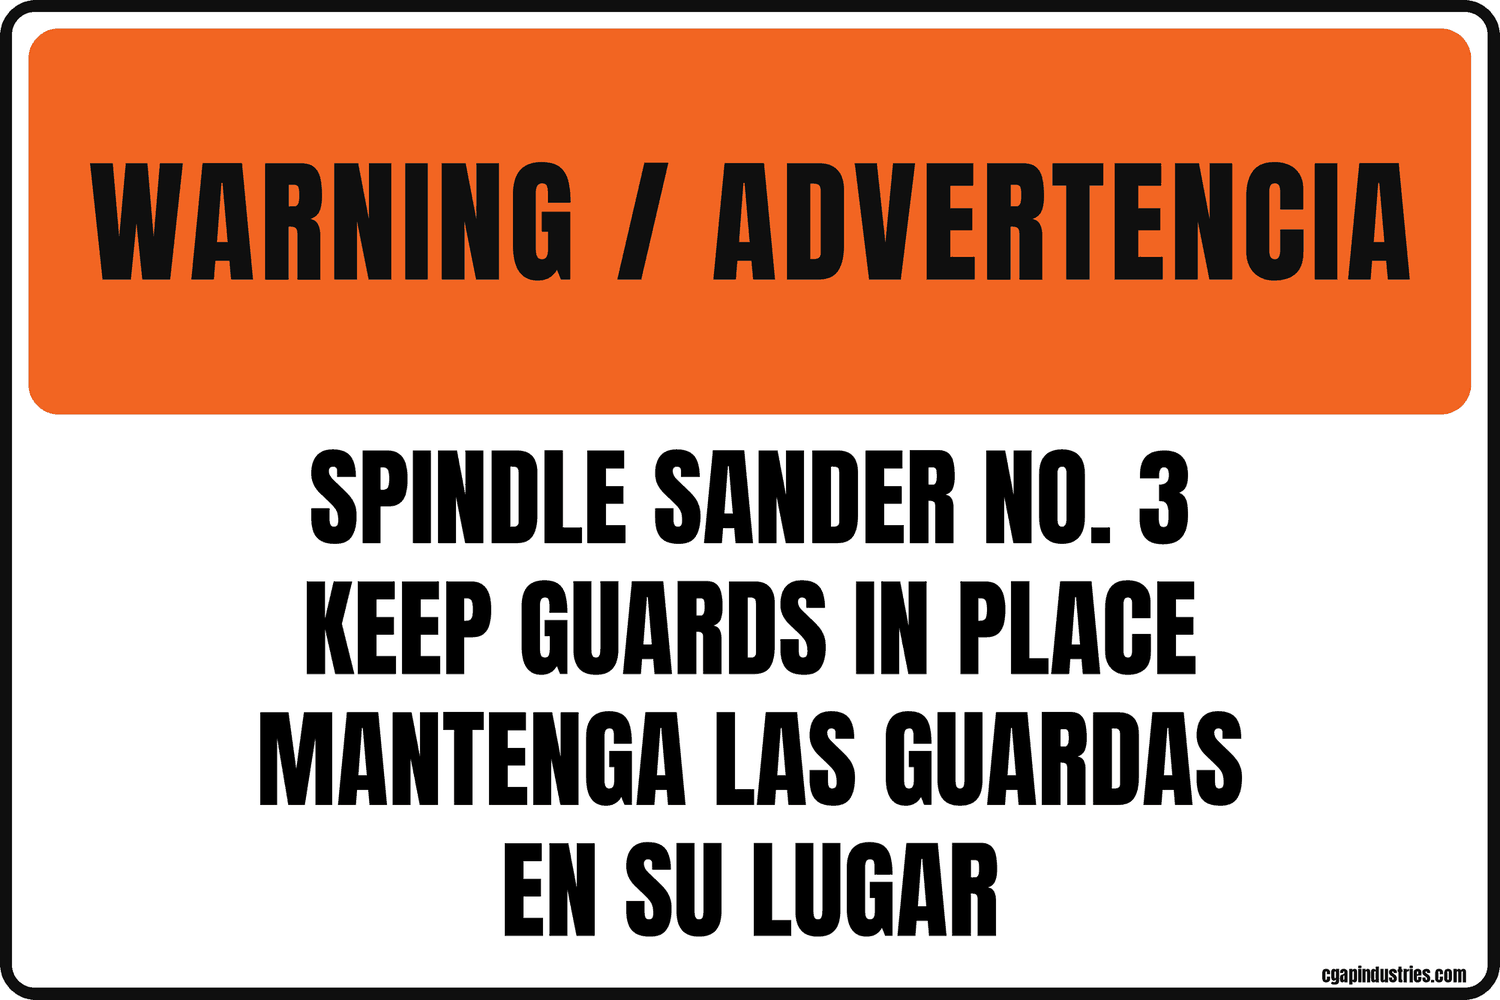 WARNING / ADVERTENCIA
SPINDLE SANDER NO. 3
KEEP GUARDS IN PLACE
MANTENGA LAS GUARDAS
EN SU LUGAR
cgapindustries.com